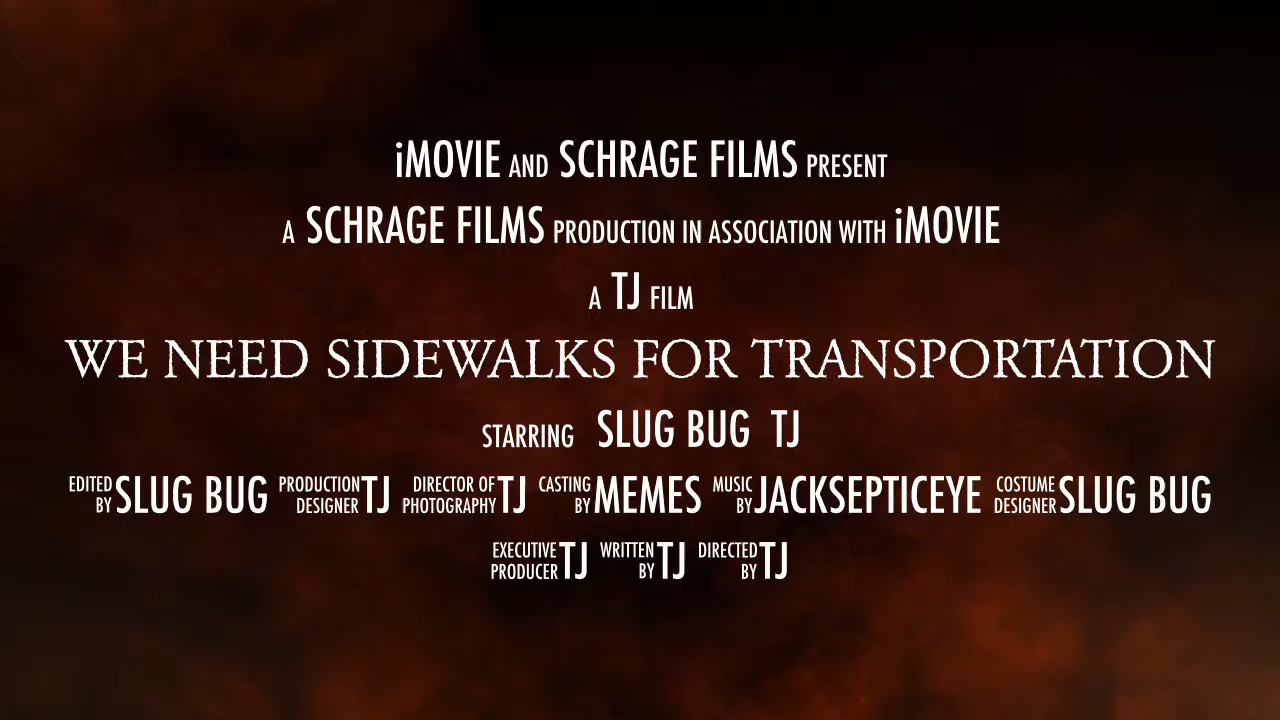 iMOVIE AND SCHRAGE FILMS PRESENT
A SCHRAGE FILMS PRODUCTION IN ASSOCIATION WITH iMOVIE
A TJ FILM
WE NEED SIDEWALKS FOR TRANSPORTATION
STARRING SLUG BUG TJ
EDITED BY SLUG BUG PRODUCTION DESIGNER TJ DIRECTOR OF PHOTOGRAPHY TJ CASTING BY MEMES MUSIC BY JACKSEPTICEYE COSTUME DESIGNER SLUG BUG
EXECUTIVE PRODUCER TJ WRITTEN BY TJ DIRECTED BY TJ